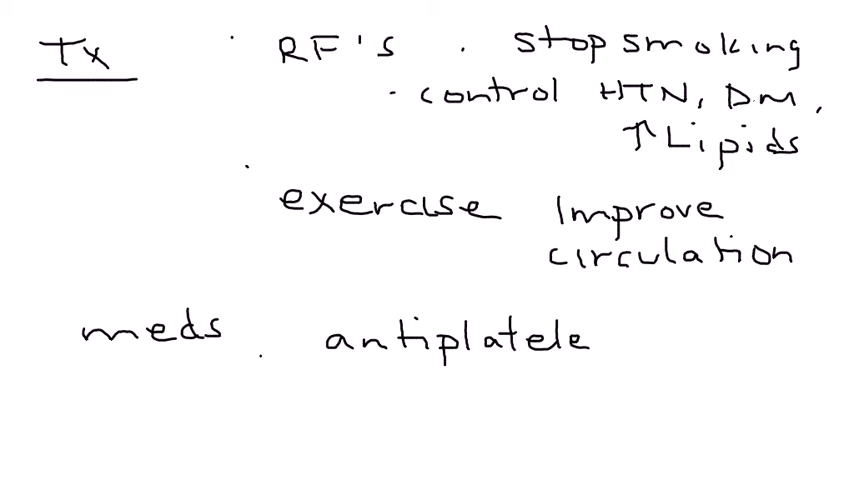 Tx · RF's · stop smoking
· control HTN, DM,
↑Lipids
· exercise improve
circulation
meds · antiplatele